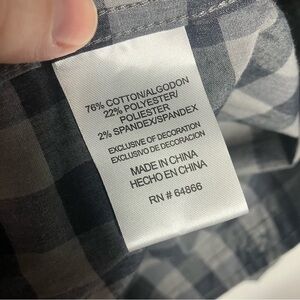 76% COTTON/ALGODON
22% POLYESTER/
POLIESTER
2% SPANDEX/SPANDEX
EXCLUSIVE OF DECORATION
EXCLUSIVO DE DECORACION
MADE IN CHINA
HECHO EN CHINA
RN # 64866